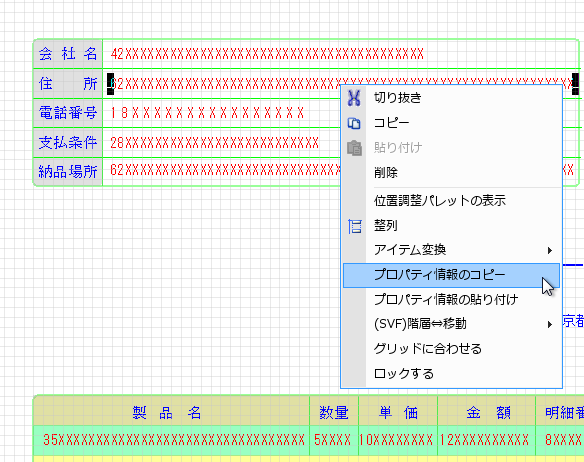 会 社 名 42XXXXXXXXXXXXXXXXXXXXXXXXXXXXXXXXXXXXXXXX
住　　所 62XXXXXXXXXXXXXXXXXXXXXXXXXXXXXXXXXXXXXXXXXXXXXXXXXXXXXXXXXXXX
電話番号 18XXXXXXXXXXXXXXXX
支払条件 28XXXXXXXXXXXXXXXXXXXXXXXXXX
納品場所 62XXXXXXXXXXXXXXXXXXXXXXXXXXXX
切り抜き
コピー
貼り付け
削除
位置調整パレットの表示
整列
アイテム変換
プロパティ情報のコピー
プロパティ情報の貼り付け
京都
(SVF)階層⇔移動
グリッドに合わせる
ロックする
製 品 名 数量 単 価 金 額 明細番
35XXXXXXXXXXXXXXXXXXXXXXXXXXXXXXXXX 5XXXX 10XXXXXXXX 12XXXXXXXXXX 8XXXX